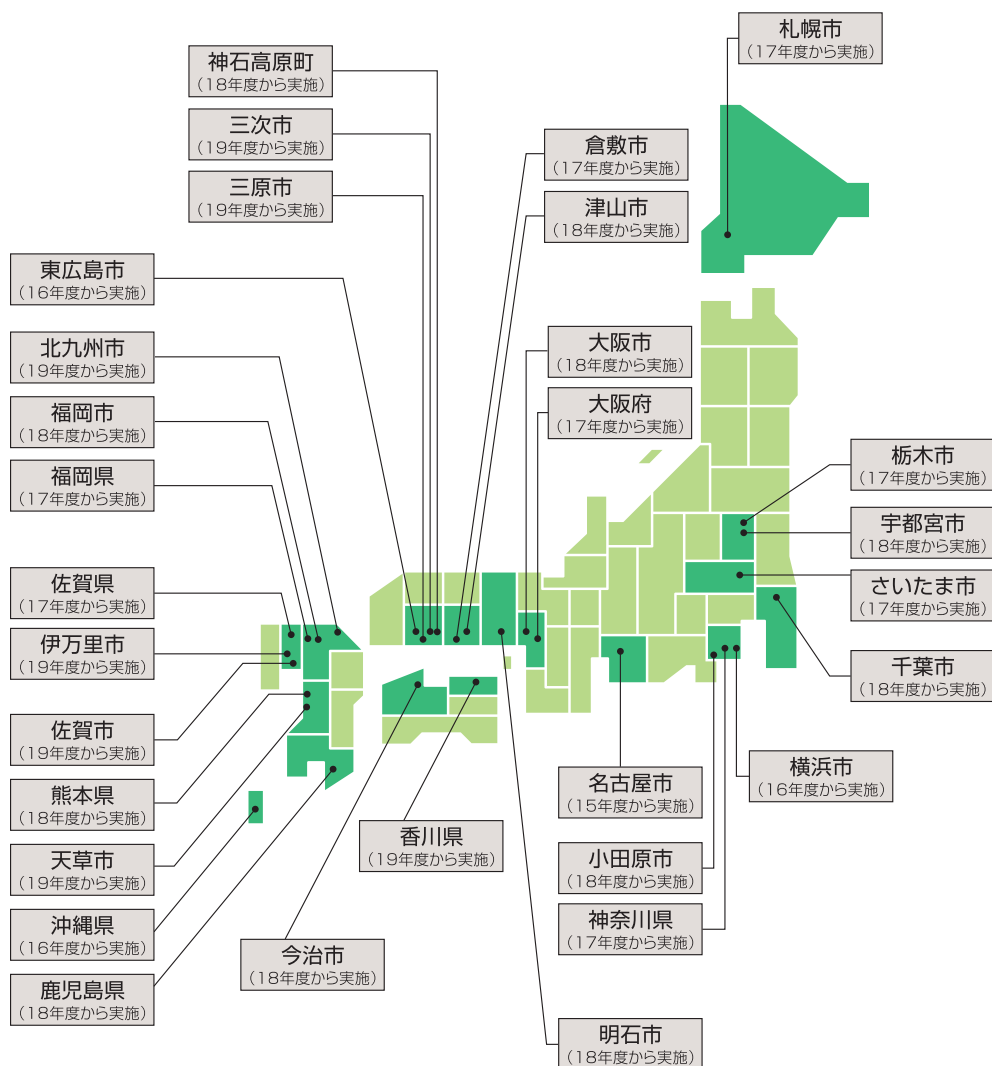 札幌市
(17年度から実施)
神石高原町
(18年度から実施)
三次市
(19年度から実施)
三原市
(19年度から実施)
倉敷市
(17年度から実施)
津山市
(18年度から実施)
東広島市
(16年度から実施)
北九州市
(19年度から実施)
福岡市
(18年度から実施)
福岡県
(17年度から実施)
大阪市
(18年度から実施)
大阪府
(17年度から実施)
栃木市
(17年度から実施)
宇都宮市
(18年度から実施)
さいたま市
(17年度から実施)
千葉市
(18年度から実施)
佐賀県
(17年度から実施)
伊万里市
(19年度から実施)
佐賀市
(19年度から実施)
熊本県
(18年度から実施)
天草市
(19年度から実施)
沖縄県
(16年度から実施)
鹿児島県
(18年度から実施)
香川県
(19年度から実施)
今治市
(18年度から実施)
名古屋市
(15年度から実施)
横浜市
(16年度から実施)
小田原市
(18年度から実施)
神奈川県
(17年度から実施)
明石市
(18年度から実施)